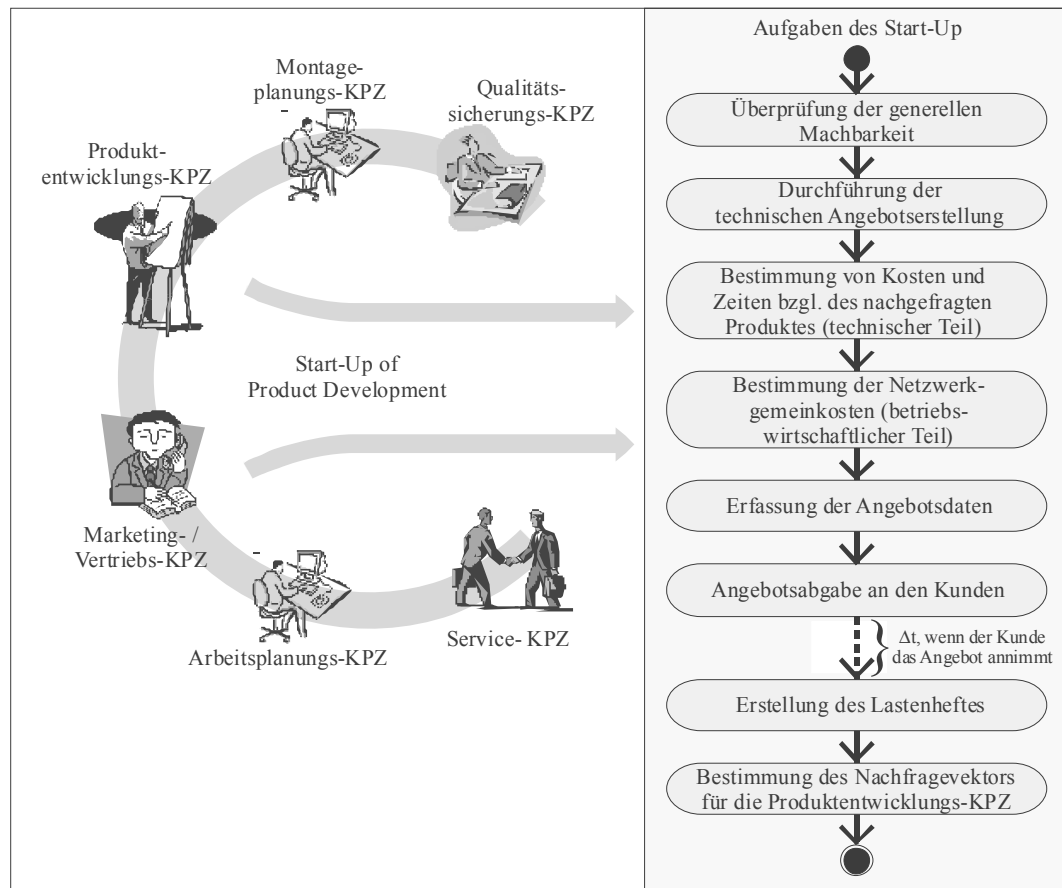 Montage-
planungs-KPZ
Qualitäts-
sicherungs-KPZ
Produkt-
entwicklungs-KPZ
Start-Up of
Product Development
Marketing- /
Vertriebs-KPZ
Arbeitsplanungs-KPZ
Service- KPZ
Aufgaben des Start-Up
Überprüfung der generellen
Machbarkeit
Durchführung der
technischen Angebotserstellung
Bestimmung von Kosten und
Zeiten bzgl. des nachgefragten
Produktes (technischer Teil)
Bestimmung der Netzwerk-
gemeinkosten (betriebs-
wirtschaftlicher Teil)
Erfassung der Angebotsdaten
Angebotsabgabe an den Kunden
Δt, wenn der Kunde
das Angebot annimmt
Erstellung des Lastenheftes
Bestimmung des Nachfragevektors
für die Produktentwicklungs-KPZ